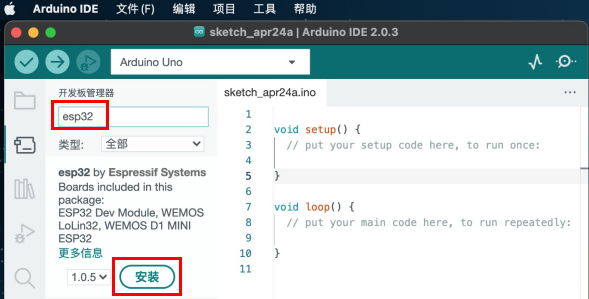 Arduino IDE 文件 (F) 编辑 项目 工具 帮助
sketch_apr24a | Arduino IDE 2.0.3
Arduino Uno
开发板管理器
esp32
类型: 全部
esp32 by Espressif Systems
Boards included in this
package:
ESP32 Dev Module, WEMOS
LoLin32, WEMOS D1 MINI
ESP32
更多信息
1.0.5 安装
sketch_apr24a.ino
1
2 void setup() {
3 // put your setup code here, to run once:
4
5 }
6
7 void loop() {
8 // put your main code here, to run repeatedly:
9
10 }
11